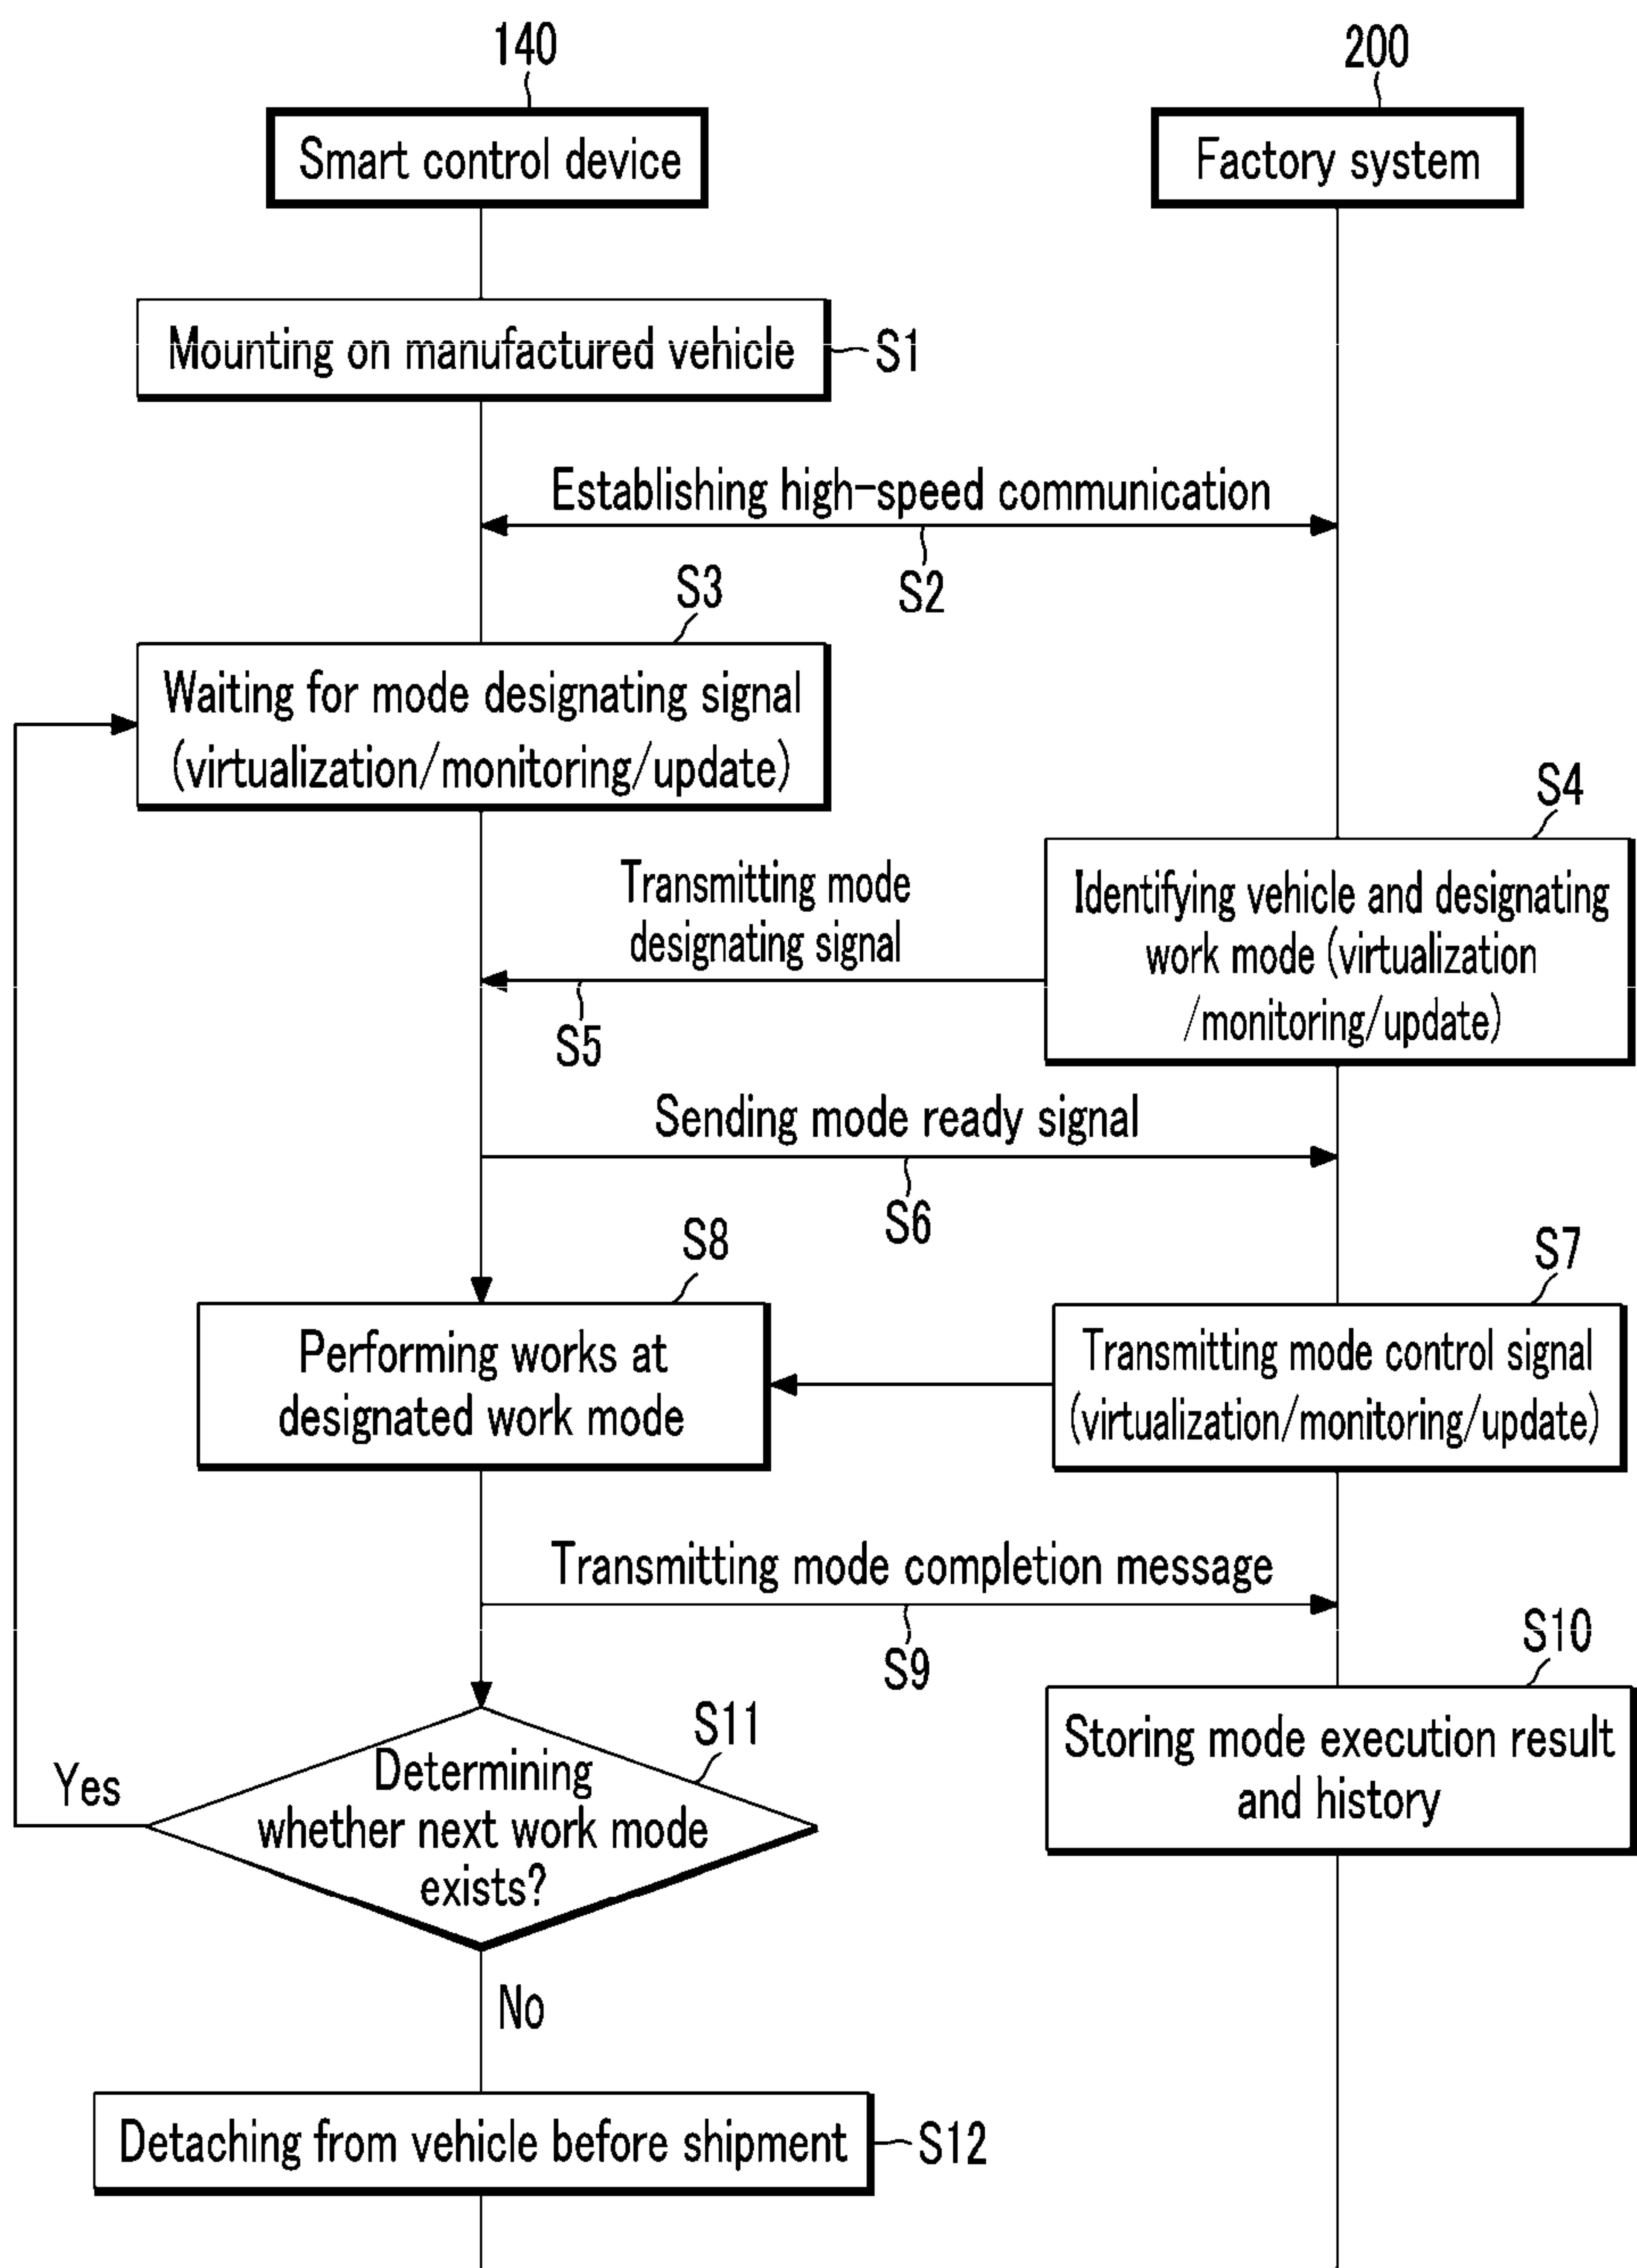 140
200
Smart control device
Factory system
Mounting on manufactured vehicle
S1
Establishing high-speed communication
S2
S3
Waiting for mode designating signal
(virtualization/monitoring/update)
S4
Identifying vehicle and designating
work mode (virtualization
/monitoring/update)
Transmitting mode
designating signal
S5
Sending mode ready signal
S6
S8
Performing works at
designated work mode
S7
Transmitting mode control signal
(virtualization/monitoring/update)
Transmitting mode completion message
S9
S10
Storing mode execution result
and history
S11
Determining
whether next work mode
exists?
Yes
No
Detaching from vehicle before shipment
S12